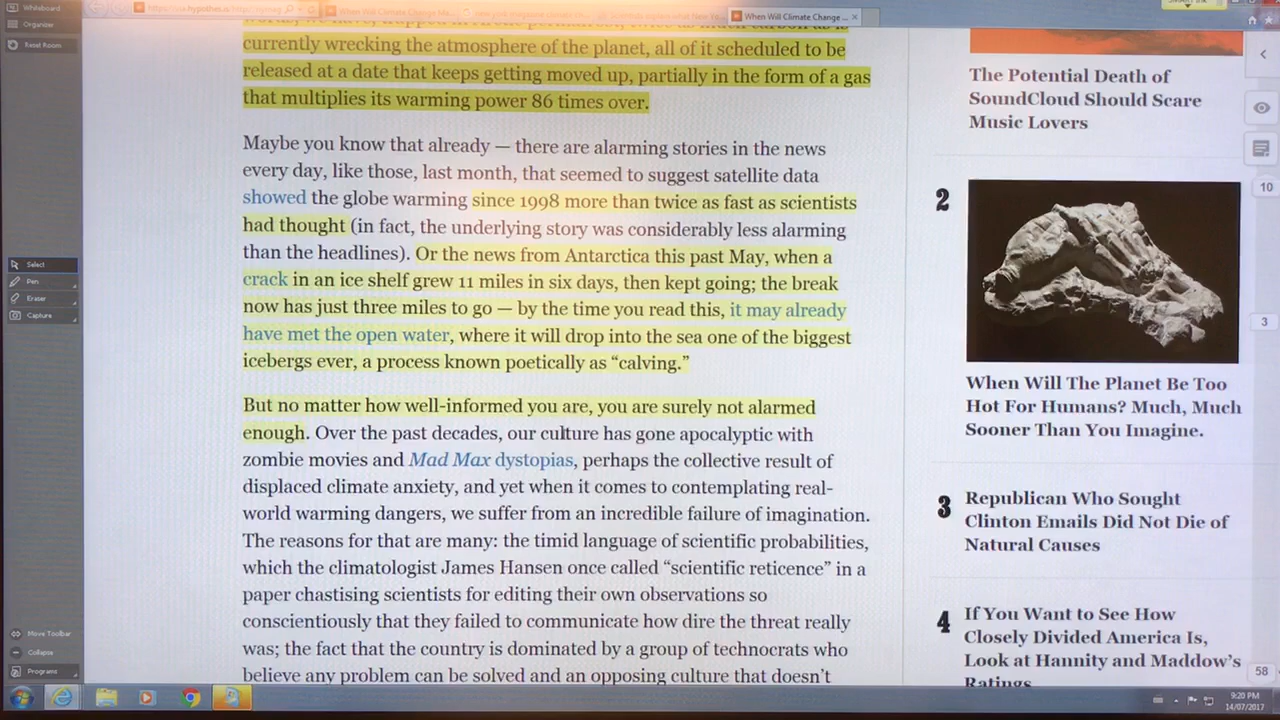 Whiteboard
Organizer
Reset Room
Select
Pen
Eraser
Capture
Move Toolbar
Collapse
Programs
When Will Climate Change ...
currently wrecking the atmosphere of the planet, all of it scheduled to be
released at a date that keeps getting moved up, partially in the form of a gas
that multiplies its warming power 86 times over.
Maybe you know that already — there are alarming stories in the news
every day, like those, last month, that seemed to suggest satellite data
showed the globe warming since 1998 more than twice as fast as scientists
had thought (in fact, the underlying story was considerably less alarming
than the headlines). Or the news from Antarctica this past May, when a
crack in an ice shelf grew 11 miles in six days, then kept going; the break
now has just three miles to go — by the time you read this, it may already
have met the open water, where it will drop into the sea one of the biggest
icebergs ever, a process known poetically as “calving.”
But no matter how well-informed you are, you are surely not alarmed
enough. Over the past decades, our culture has gone apocalyptic with
zombie movies and Mad Max dystopias, perhaps the collective result of
displaced climate anxiety, and yet when it comes to contemplating real-
world warming dangers, we suffer from an incredible failure of imagination.
The reasons for that are many: the timid language of scientific probabilities,
which the climatologist James Hansen once called “scientific reticence” in a
paper chastising scientists for editing their own observations so
conscientiously that they failed to communicate how dire the threat really
was; the fact that the country is dominated by a group of technocrats who
believe any problem can be solved and an opposing culture that doesn’t
The Potential Death of
SoundCloud Should Scare
Music Lovers
2
When Will The Planet Be Too
Hot For Humans? Much, Much
Sooner Than You Imagine.
3
Republican Who Sought
Clinton Emails Did Not Die of
Natural Causes
4
If You Want to See How
Closely Divided America Is,
Look at Hannity and Maddow’s
Ratings
10
3
58
9:20 PM
14/07/2017